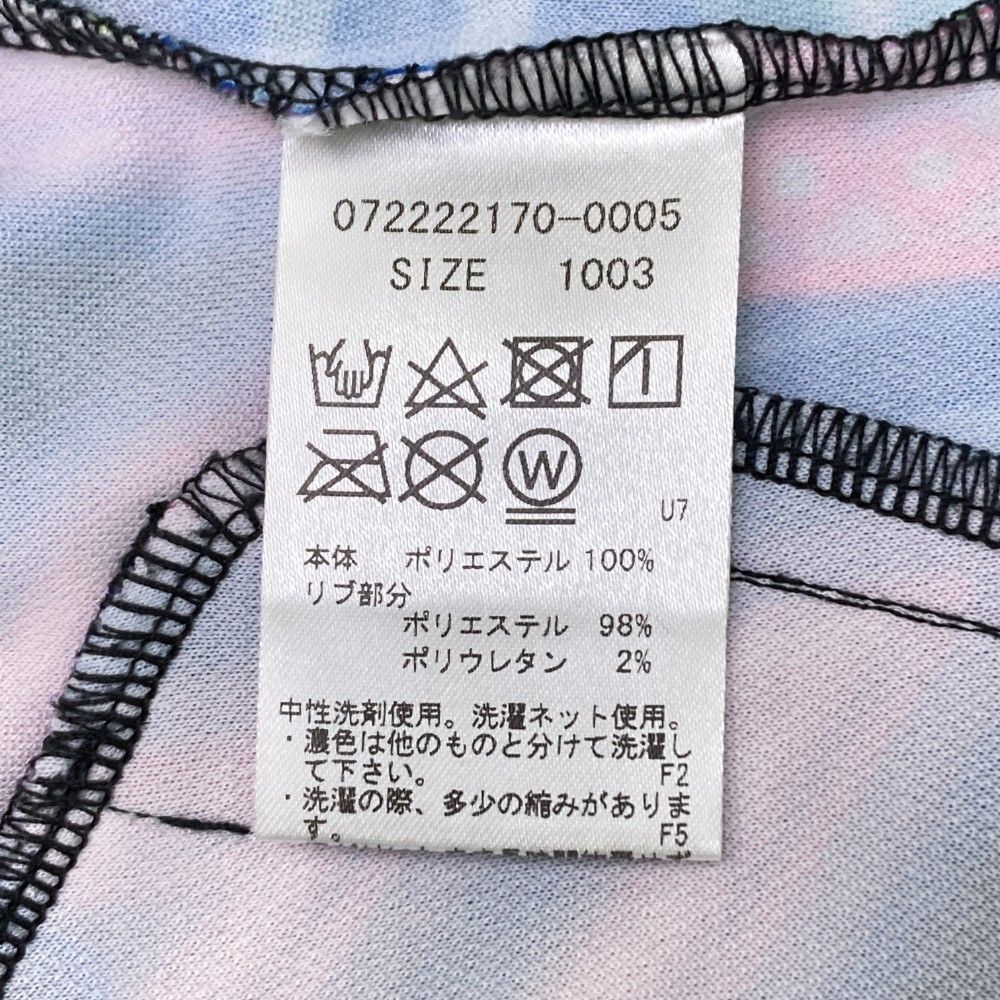 072222170-0005
SIZE 1003
W
U7
本体 ポリエステル 100%
リブ部分
ポリエステル 98%
ポリウレタン 2%
中性洗剤使用。洗濯ネット使用。
・濃色は他のものと分けて洗濯し
て下さい。 F2
・洗濯の際、多少の縮みがありま
す。 F5